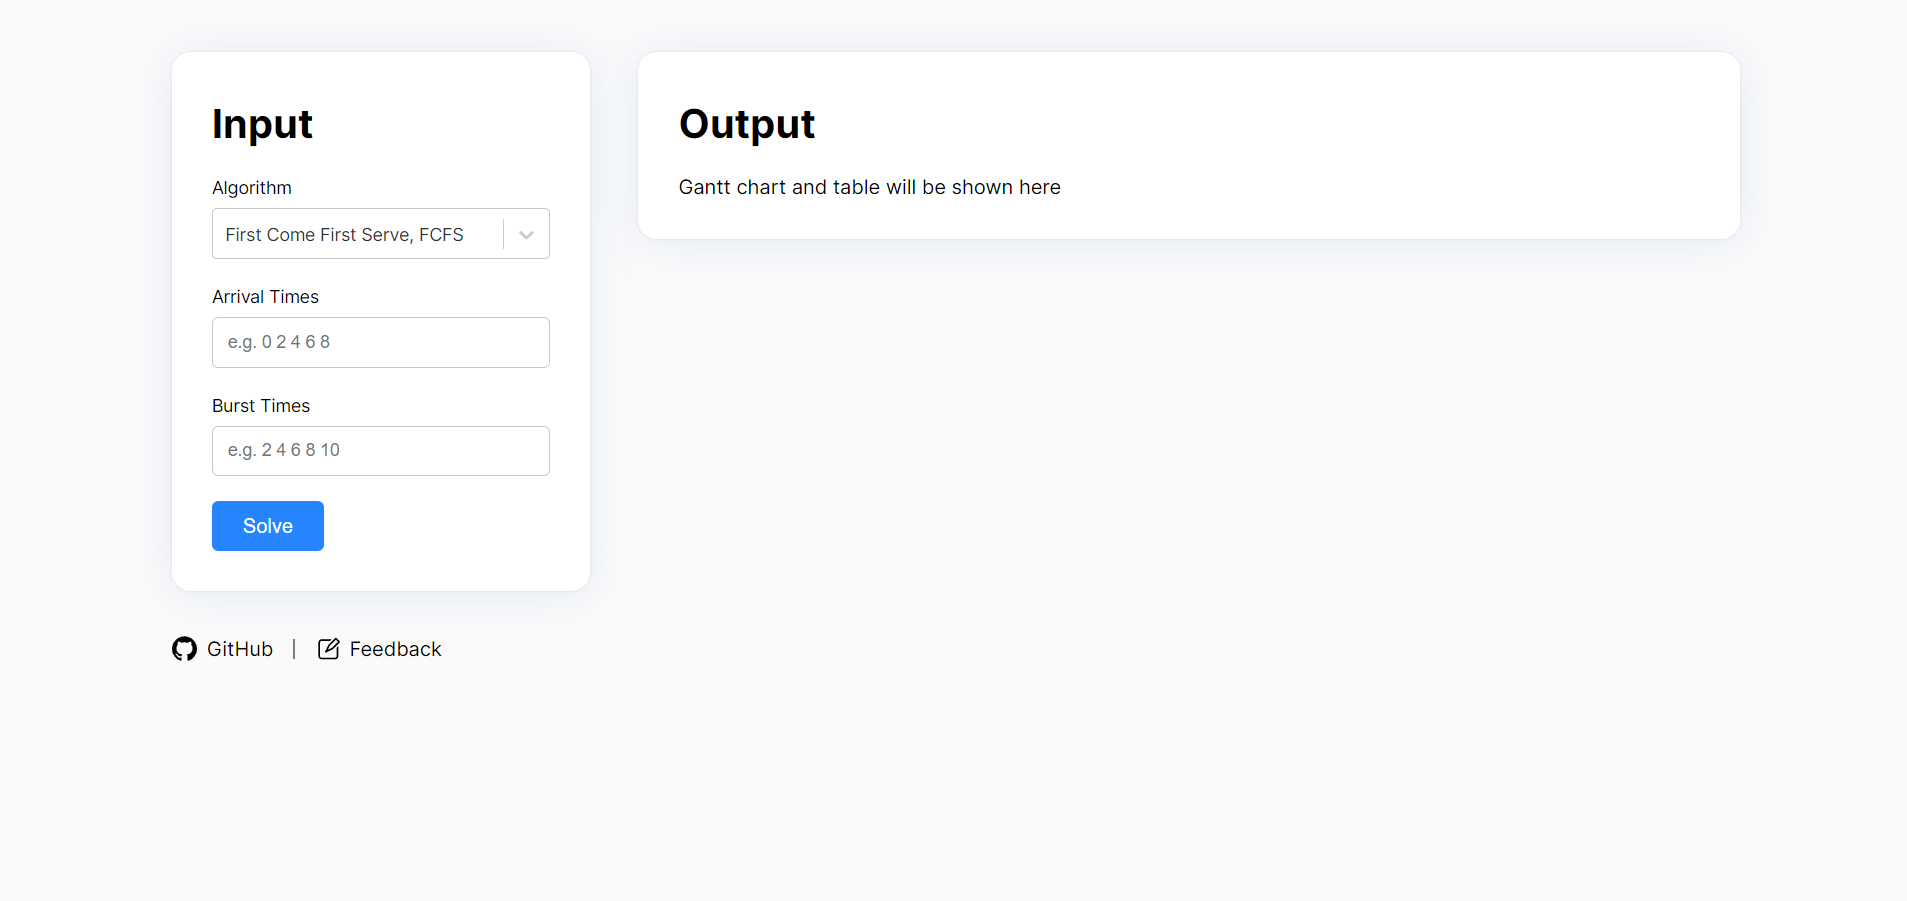 Input
Algorithm
First Come First Serve, FCFS
Arrival Times
e.g. 0 2 4 6 8
Burst Times
e.g. 2 4 6 8 10
Solve
GitHub | Feedback
Output
Gantt chart and table will be shown here